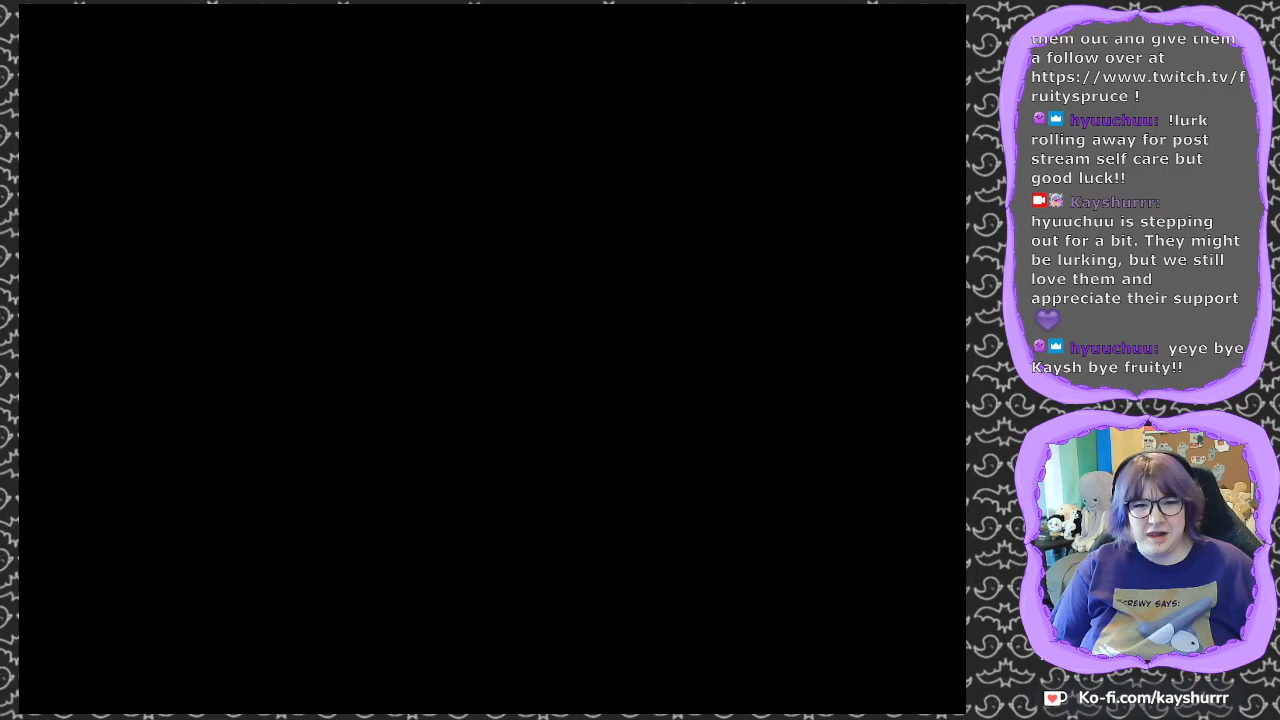 them out and give them
a follow over at
https://www.twitch.tv/f
ruityspruce !
hyuuchuu: !lurk
rolling away for post
stream self care but
good luck!!
Kayshurrr:
hyuuchuu is stepping
out for a bit. They might
be lurking, but we still
love them and
appreciate their support
hyuuchuu: yeye bye
Kaysh bye fruity!!
CREWY SAYS:
Ko-fi.com/kayshurrr